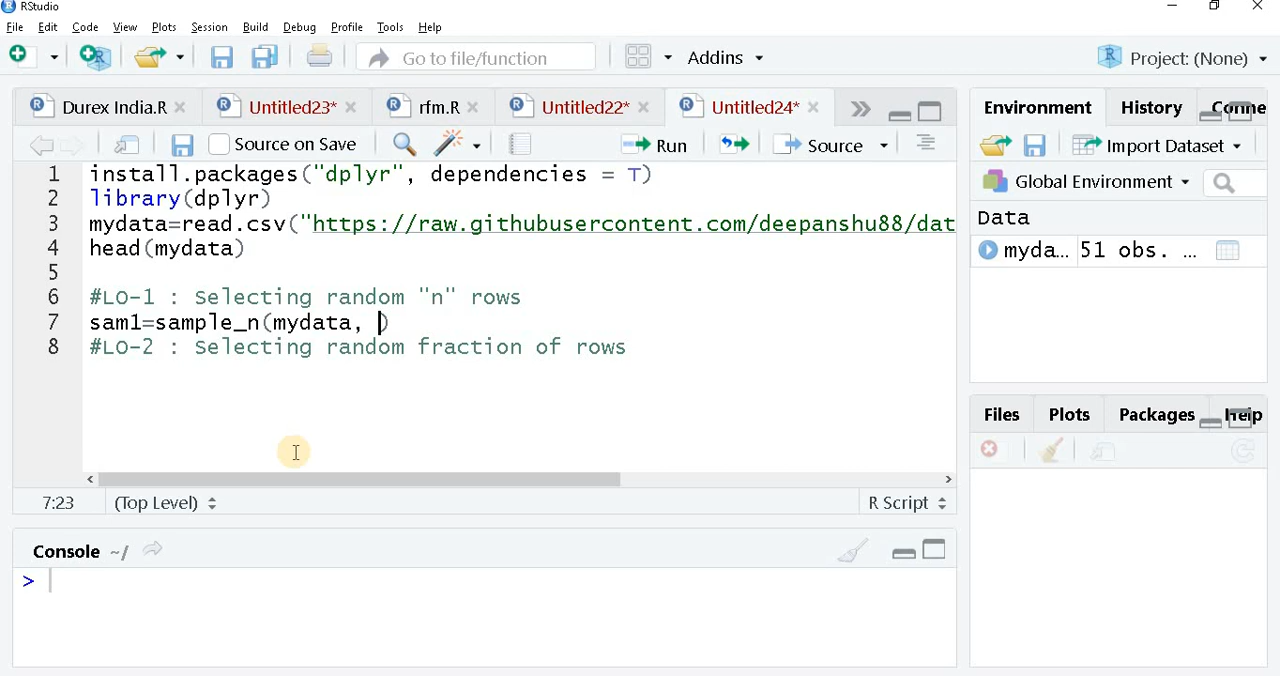 RStudio
File Edit Code View Plots Session Build Debug Profile Tools Help
Go to file/function Addins Project: (None)
Durex India.R Untitled23* rfm.R Untitled22* Untitled24*
Source on Save Run Source
1 install.packages("dplyr", dependencies = T)
2 library(dplyr)
3 mydata=read.csv("https://raw.githubusercontent.com/deepanshu88/dat
4 head(mydata)
5
6 #LO-1 : Selecting random "n" rows
7 sam1=sample_n(mydata, )
8 #LO-2 : Selecting random fraction of rows
7:23 (Top Level) R Script
Console ~/
>
Environment History Conne
Import Dataset
Global Environment
Data
myda... 51 obs. ...
Files Plots Packages Help